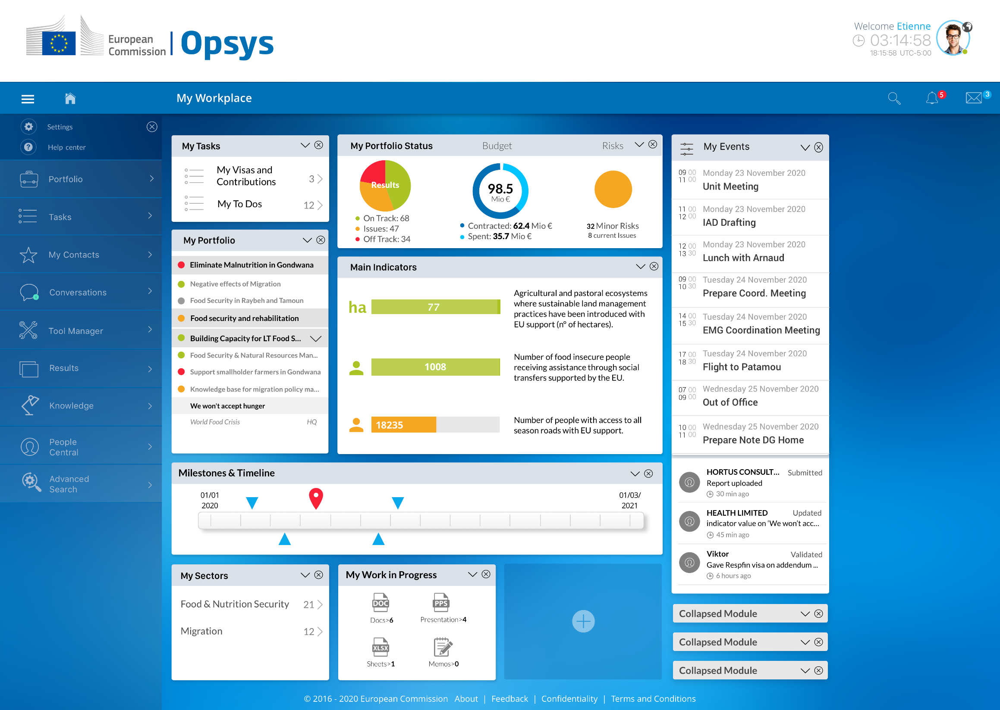 European
Commission
Opsys
Welcome Etienne
03:14:58
18:15:58 UTC-5:00
My Workplace
5
3
Settings
Help center
Portfolio
Tasks
My Contacts
Conversations
1
Tool Manager
Results
Knowledge
People
Central
Advanced
Search
My Tasks
My Visas and
Contributions
3
My To Dos
12
My Portfolio
Eliminate Malnutrition in Gondwana
Negative effects of Migration
Food Security in Raybeh and Tamoun
Food security and rehabilitation
Building Capacity for LT Food S...
Food Security & Natural Resources Man...
Support smallholder farmers in Gondwana
Knowledge base for migration policy ma...
We won't accept hunger
World Food Crisis HQ
My Portfolio Status Budget Risks
Results
On Track: 68
Issues: 47
Off Track: 34
98.5
Mio €
Contracted: 62.4 Mio €
Spent: 35.7 Mio €
32 Minor Risks
8 current Issues
Main Indicators
ha
77
Agricultural and pastoral ecosystems
where sustainable land management
practices have been introduced with
EU support (n° of hectares).
1008
Number of food insecure people
receiving assistance through social
transfers supported by the EU.
18235
Number of people with access to all
season roads with EU support.
Milestones & Timeline
01/01
2020
01/03/
2021
My Sectors
Food & Nutrition Security 21
Migration 12
My Work in Progress
DOC
Docs>6
PPS
Presentation>4
XLSX
Sheets>1
Memos>0
My Events
09 00
11 00
Monday 23 November 2020
Unit Meeting
11 00
12 00
Monday 23 November 2020
IAD Drafting
12 00
13 30
Monday 23 November 2020
Lunch with Arnaud
09 00
10 30
Tuesday 24 November 2020
Prepare Coord. Meeting
14 00
15 30
Tuesday 24 November 2020
EMG Coordination Meeting
17 00
18 30
Tuesday 24 November 2020
Flight to Patamou
07 00
09 00
Wednesday 25 November 2020
Out of Office
10 00
11 00
Wednesday 25 November 2020
Prepare Note DG Home
HORTUS CONSULT... Submitted
Report uploaded
30 min ago
HEALTH LIMITED Updated
indicator value on ‘We won’t acc...
45 min ago
Viktor Validated
Gave Respfin visa on addendum ...
6 hours ago
Collapsed Module
Collapsed Module
Collapsed Module
© 2016 - 2020 European Commission About | Feedback | Confidentiality | Terms and Conditions